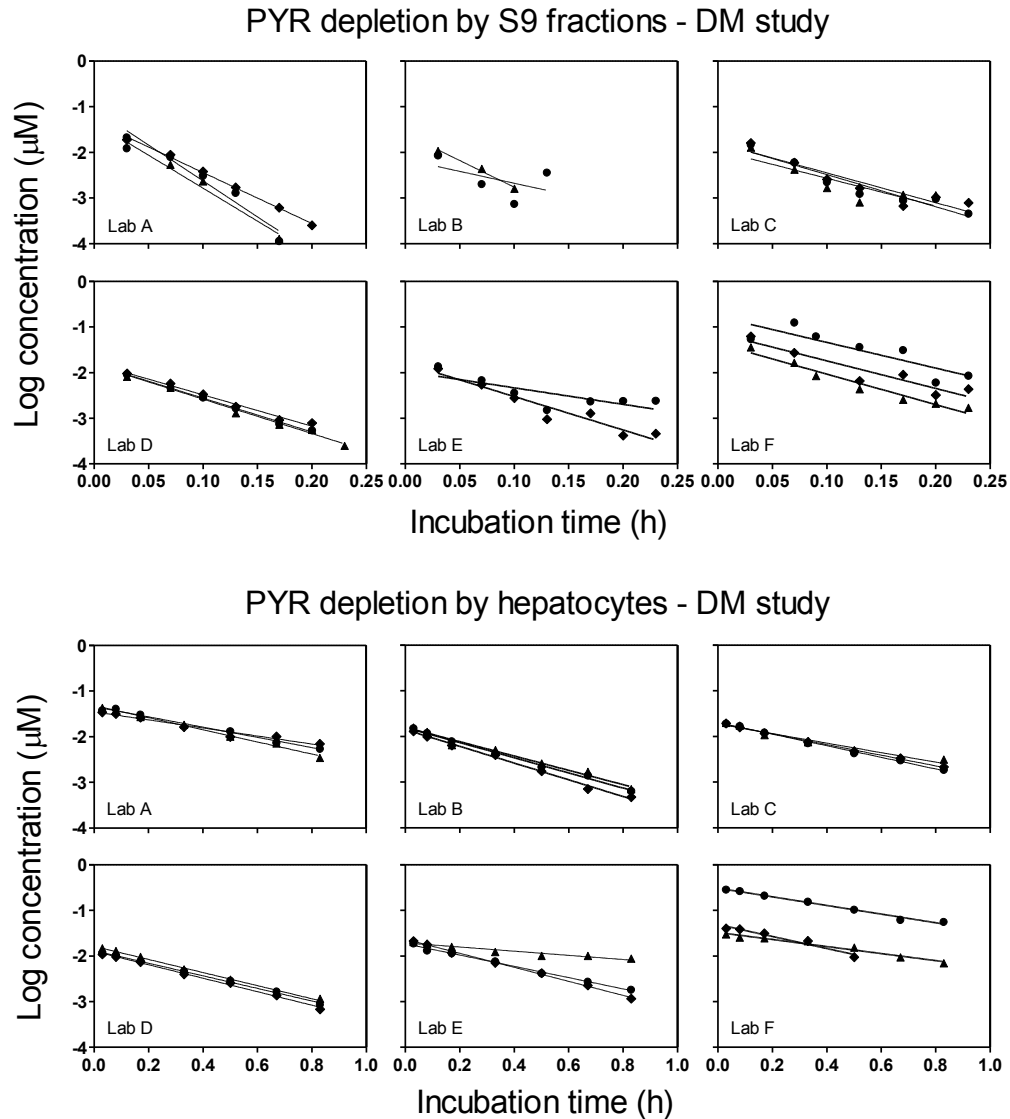 PYR depletion by S9 fractions - DM study
Log concentration (μM)
0
-1
-2
-3
-4
Lab A
Lab B
Lab C
0
-1
-2
-3
-4
Lab D
Lab E
Lab F
0.00 0.05 0.10 0.15 0.20 0.25 0.00 0.05 0.10 0.15 0.20 0.25 0.00 0.05 0.10 0.15 0.20 0.25
Incubation time (h)
PYR depletion by hepatocytes - DM study
Log concentration (μM)
0
-1
-2
-3
-4
Lab A
Lab B
Lab C
0
-1
-2
-3
-4
Lab D
Lab E
Lab F
0.0 0.2 0.4 0.6 0.8 1.0 0.0 0.2 0.4 0.6 0.8 1.0 0.0 0.2 0.4 0.6 0.8 1.0
Incubation time (h)